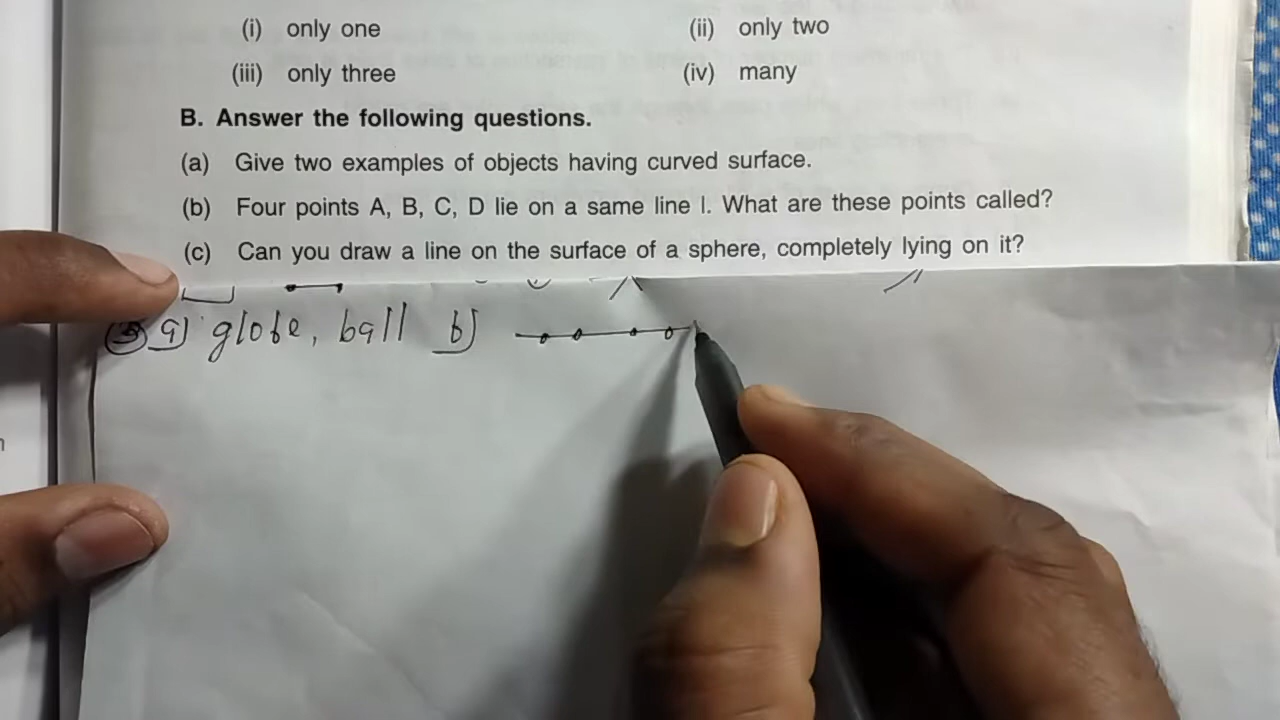 (i) only one (ii) only two
(iii) only three (iv) many
B. Answer the following questions.
(a) Give two examples of objects having curved surface.
(b) Four points A, B, C, D lie on a same line l. What are these points called?
(c) Can you draw a line on the surface of a sphere, completely lying on it?
a) globe, ball b)